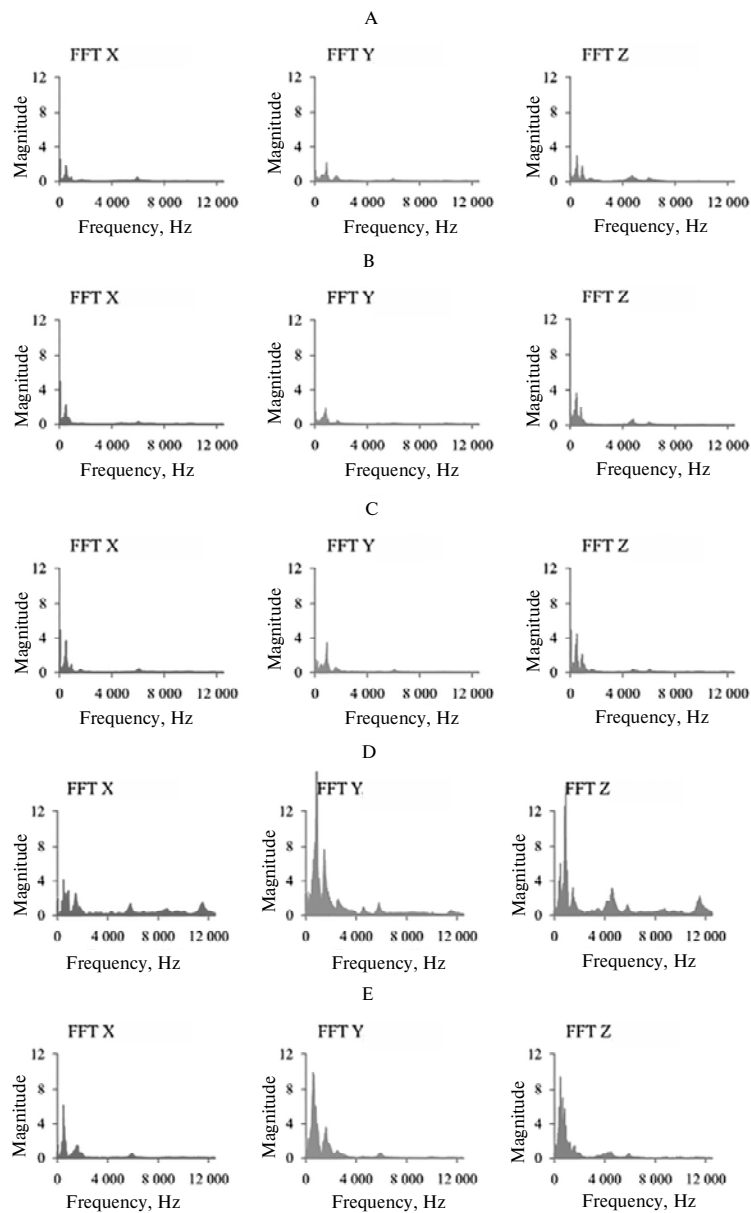 A
FFT X FFT Y FFT Z
12 12 12
Magnitude Magnitude Magnitude
8 8 8
4 4 4
0 0 0
0 4 000 8 000 12 000 0 4 000 8 000 12 000 0 4 000 8 000 12 000
Frequency, Hz Frequency, Hz Frequency, Hz
B
FFT X FFT Y FFT Z
12 12 12
Magnitude Magnitude Magnitude
8 8 8
4 4 4
0 0 0
0 4 000 8 000 12 000 0 4 000 8 000 12 000 0 4 000 8 000 12 000
Frequency, Hz Frequency, Hz Frequency, Hz
C
FFT X FFT Y FFT Z
12 12 12
Magnitude Magnitude Magnitude
8 8 8
4 4 4
0 0 0
0 4 000 8 000 12 000 0 4 000 8 000 12 000 0 4 000 8 000 12 000
Frequency, Hz Frequency, Hz Frequency, Hz
D
FFT X FFT Y FFT Z
12 12 12
Magnitude Magnitude Magnitude
8 8 8
4 4 4
0 0 0
0 4 000 8 000 12 000 0 4 000 8 000 12 000 0 4 000 8 000 12 000
Frequency, Hz Frequency, Hz Frequency, Hz
E
FFT X FFT Y FFT Z
12 12 12
Magnitude Magnitude Magnitude
8 8 8
4 4 4
0 0 0
0 4 000 8 000 12 000 0 4 000 8 000 12 000 0 4 000 8 000 12 000
Frequency, Hz Frequency, Hz Frequency, Hz